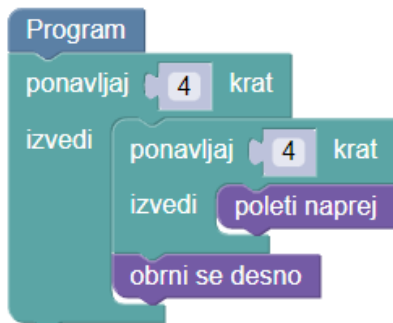 Program
ponavljaj 4 krat
izvedi
ponavljaj 4 krat
izvedi poleti naprej
obrni se desno